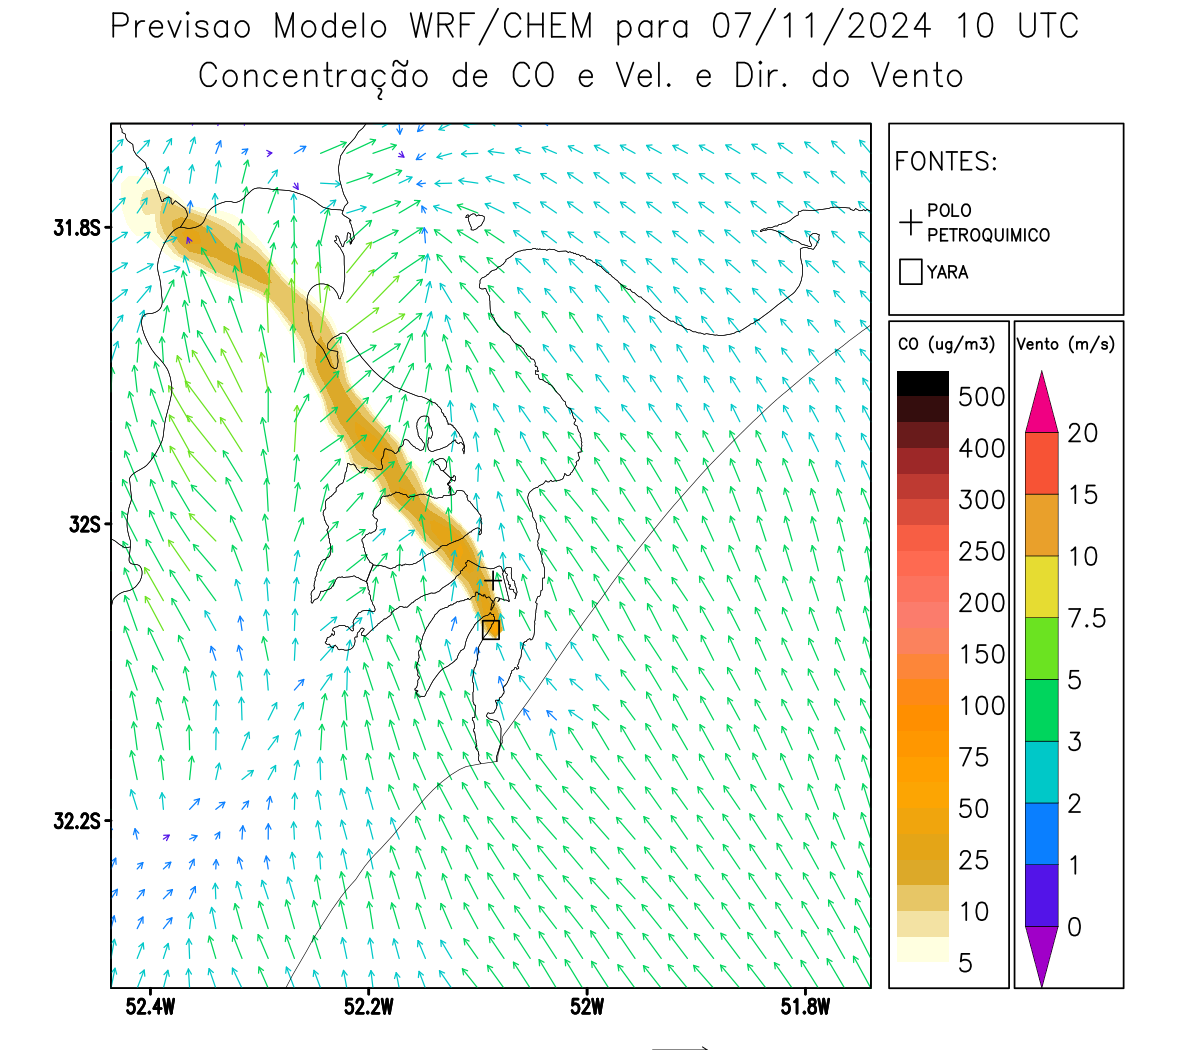 Previsao Modelo WRF/CHEM para 07/11/2024 10 UTC
Concentração de CO e Vel. e Dir. do Vento
FONTES:
POLO
PETROQUIMICO
YARA
CO (ug/m3)
500
400
300
250
200
150
100
75
50
25
10
5
Vento (m/s)
20
15
10
7.5
5
3
2
1
0
31.8S
32S
32.2S
52.4W
52.2W
52W
51.8W